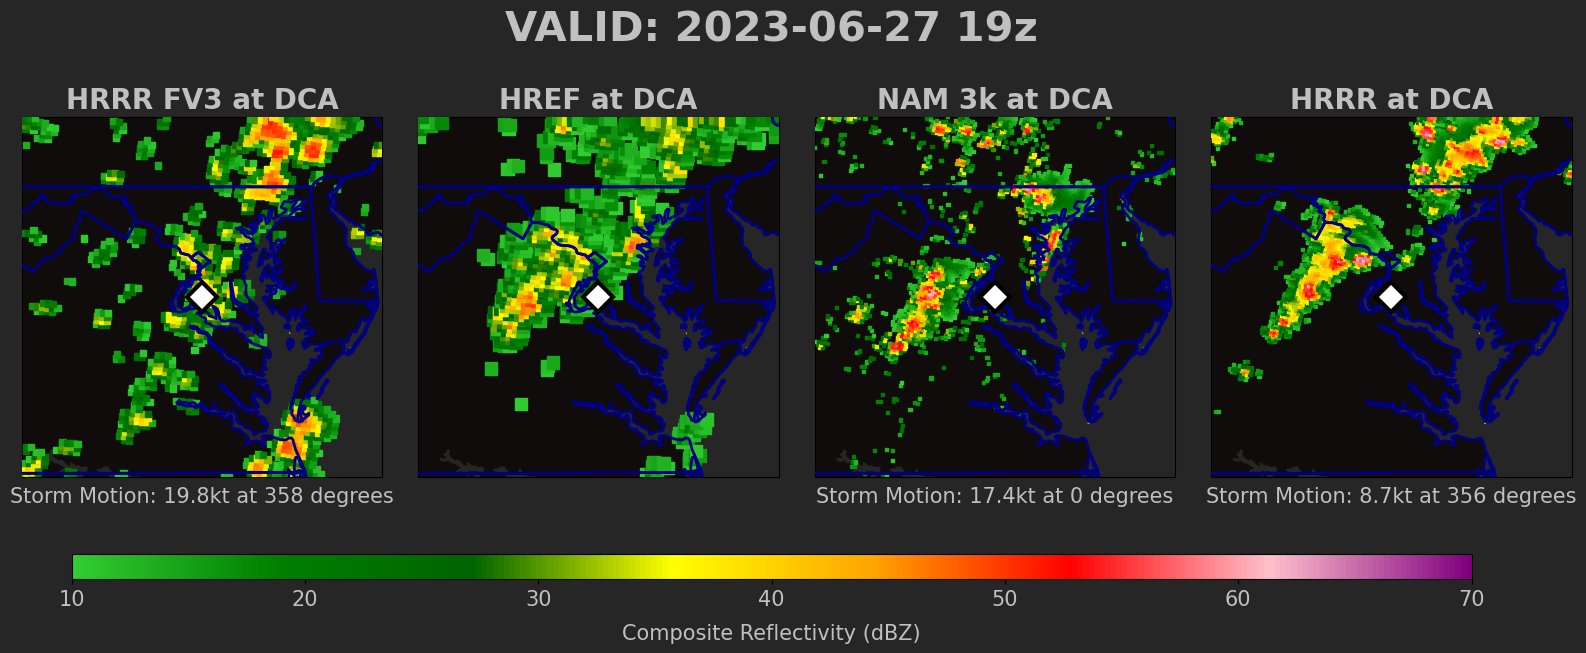 VALID: 2023-06-27 19z
HRRR FV3 at DCA
HREF at DCA
NAM 3k at DCA
HRRR at DCA
Storm Motion: 19.8kt at 358 degrees
Storm Motion: 17.4kt at 0 degrees
Storm Motion: 8.7kt at 356 degrees
10 20 30 40 50 60 70
Composite Reflectivity (dBZ)